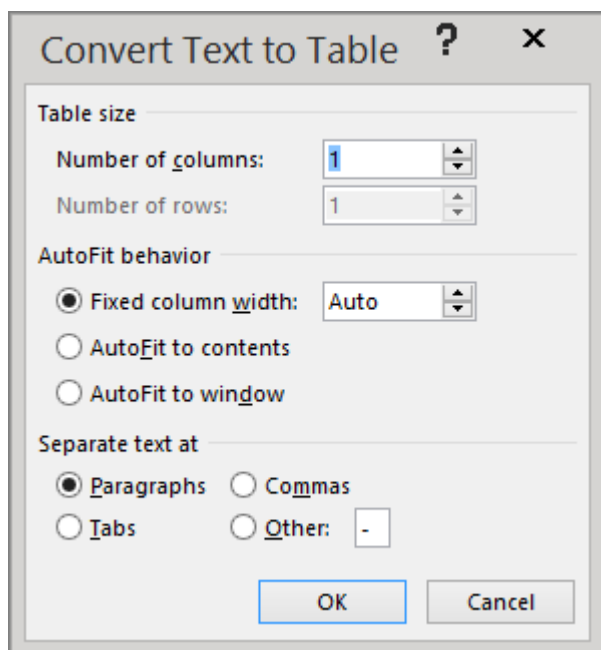 Convert Text to Table ? x
Table size
Number of columns: 1
Number of rows: 1
AutoFit behavior
Fixed column width: Auto
AutoFit to contents
AutoFit to window
Separate text at
Paragraphs Commas
Tabs Other: -
OK Cancel